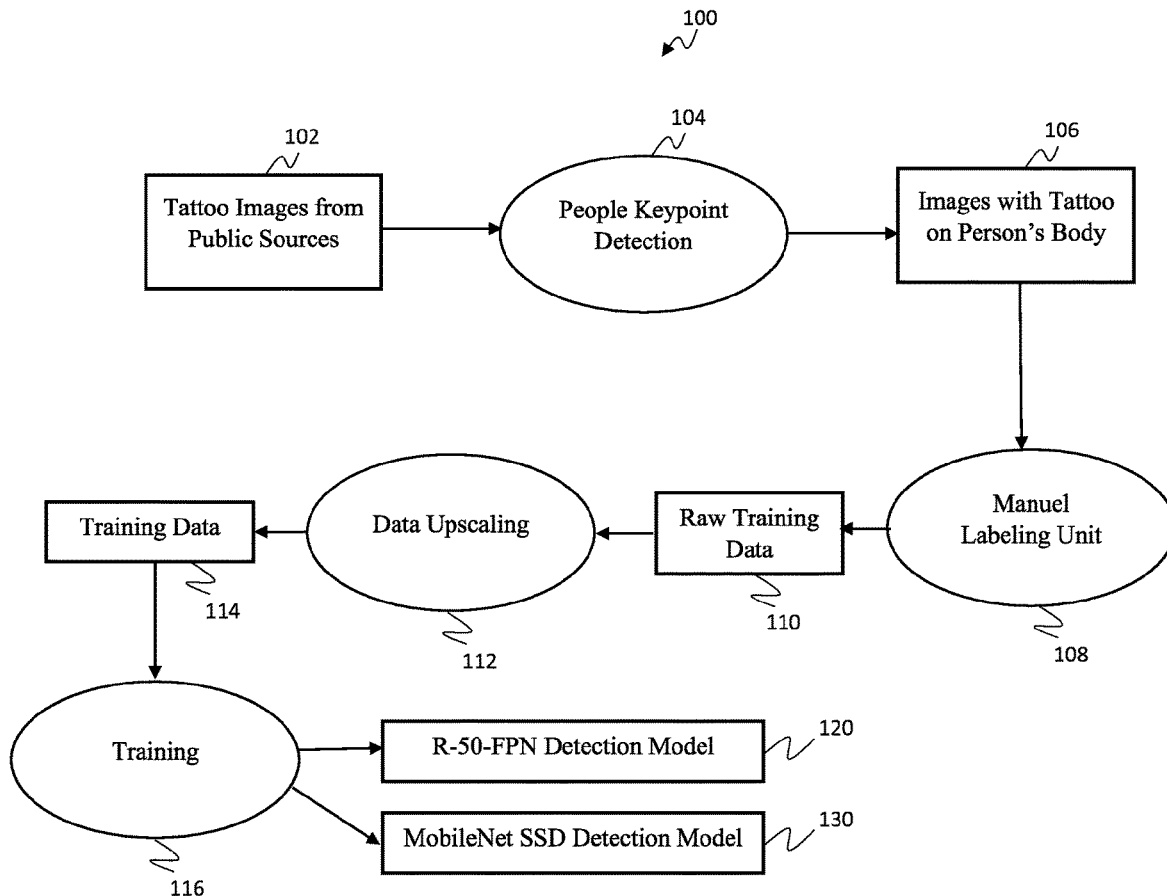 100
102
104
106
Tattoo Images from
Public Sources
People Keypoint
Detection
Images with Tattoo
on Person's Body
Training Data
Data Upscaling
Raw Training
Data
Manuel
Labeling Unit
114
112
110
108
Training
R-50-FPN Detection Model
120
MobileNet SSD Detection Model
130
116